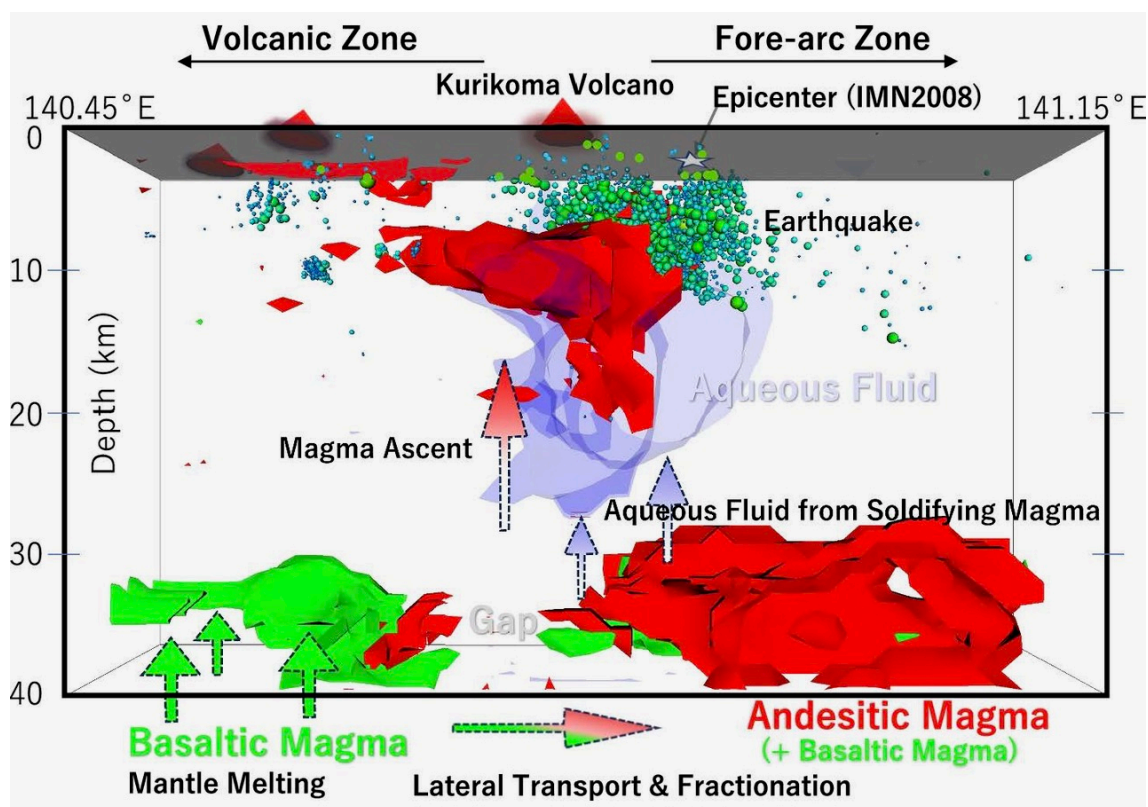 Volcanic Zone
Fore-arc Zone
Kurikoma Volcano
Epicenter (IMN2008)
140.45°E
141.15°E
0
Earthquake
10
Depth (km)
Aqueous Fluid
20
Magma Ascent
Aqueous Fluid from Soldifying Magma
30
Gap
40
Basaltic Magma
Andesitic Magma
(+ Basaltic Magma)
Mantle Melting
Lateral Transport & Fractionation